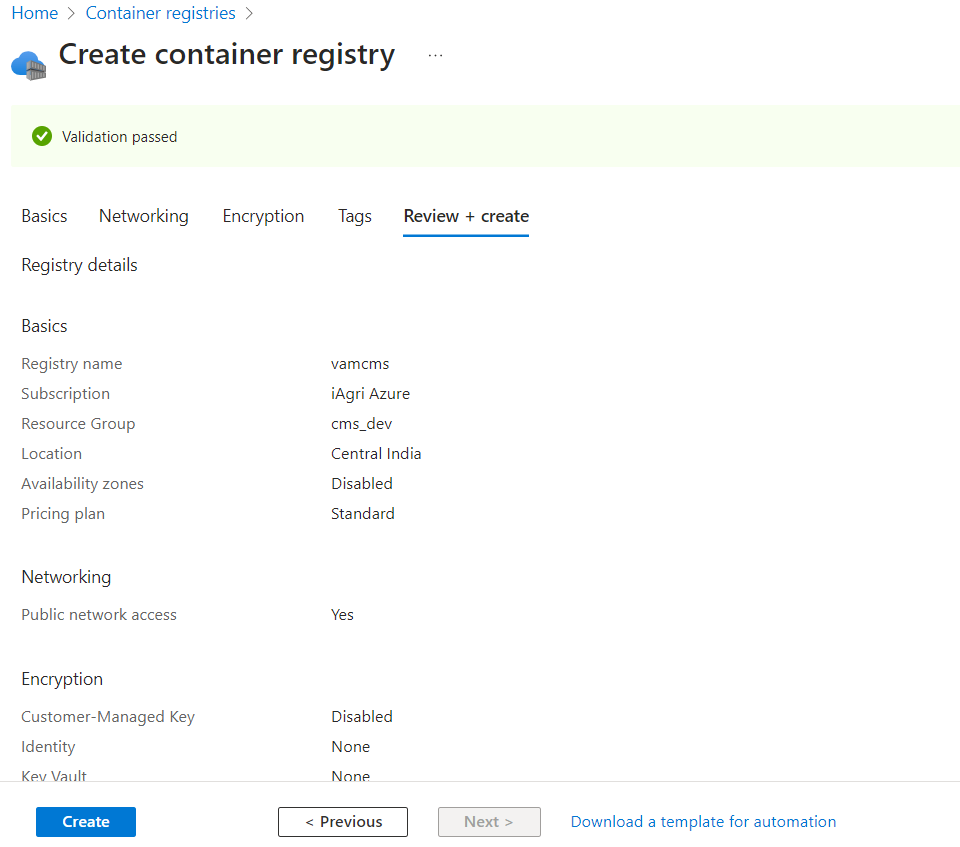 Home > Container registries >
Create container registry ...
Validation passed
Basics Networking Encryption Tags Review + create
Registry details
Basics
Registry name vamcms
Subscription iAgri Azure
Resource Group cms_dev
Location Central India
Availability zones Disabled
Pricing plan Standard
Networking
Public network access Yes
Encryption
Customer-Managed Key Disabled
Identity None
Key Vault None
Create < Previous Next > Download a template for automation